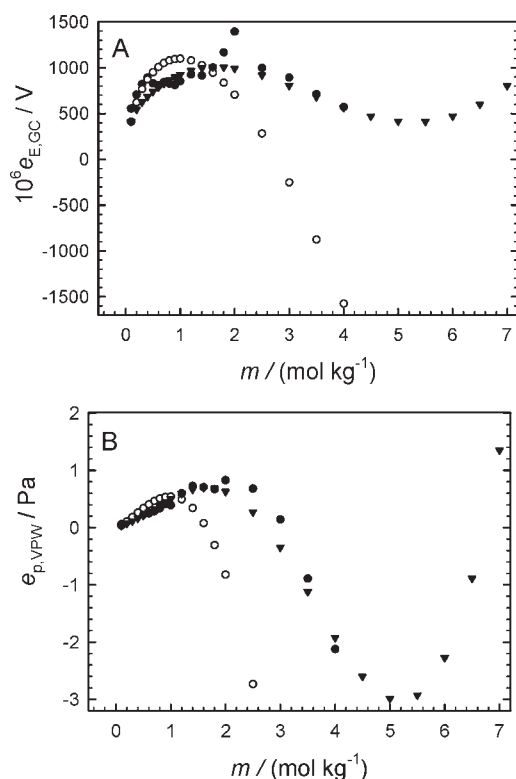 A
1500
1000
500
0
-500
-1000
-1500
10⁶e_E,GC / V
0 1 2 3 4 5 6 7
m / (mol kg⁻¹)
B
2
1
0
-1
-2
-3
e_p,VPW / Pa
0 1 2 3 4 5 6 7
m / (mol kg⁻¹)